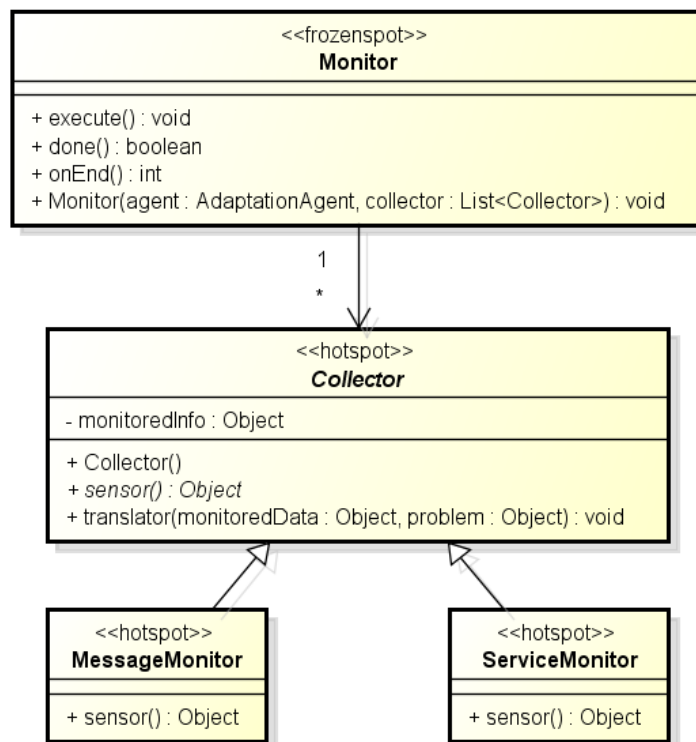 <<frozenspot>>
Monitor
+ execute() : void
+ done() : boolean
+ onEnd() : int
+ Monitor(agent : AdaptationAgent, collector : List<Collector>) : void
1
*
<<hotspot>>
Collector
- monitoredInfo : Object
+ Collector()
+ sensor() : Object
+ translator(monitoredData : Object, problem : Object) : void
<<hotspot>>
MessageMonitor
+ sensor() : Object
<<hotspot>>
ServiceMonitor
+ sensor() : Object